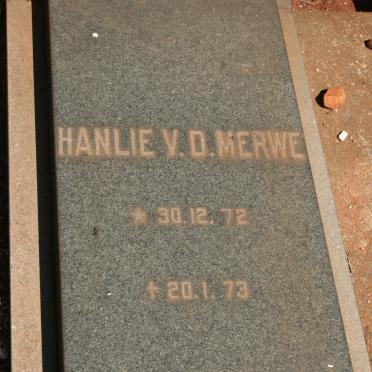 HANLIE V.D. MERWE
* 30.12.72
† 20.1.73